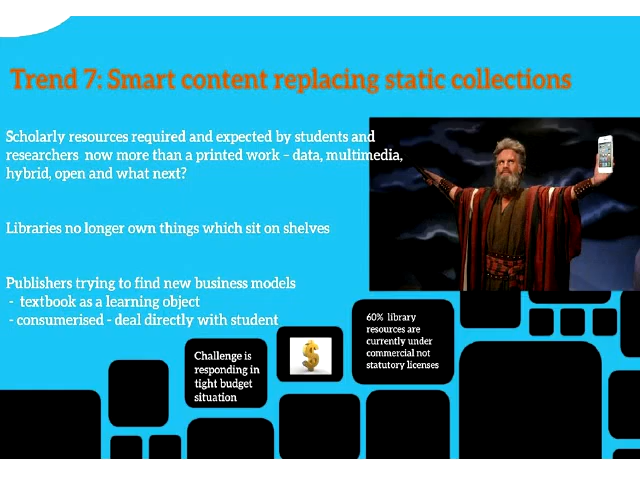 Trend 7: Smart content replacing static collections
Scholarly resources required and expected by students and
researchers now more than a printed work – data, multimedia,
hybrid, open and what next?
Libraries no longer own things which sit on shelves
Publishers trying to find new business models
- textbook as a learning object
- consumerised - deal directly with student
Challenge is
responding in
tight budget
situation
60% library
resources are
currently under
commercial not
statutory licenses